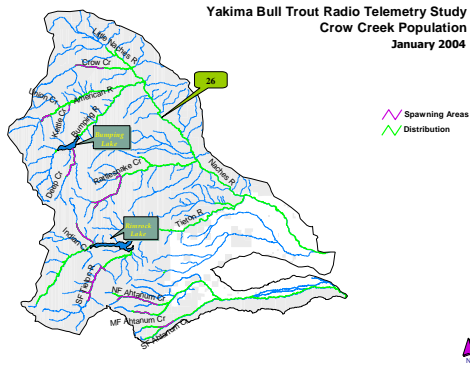 Yakima Bull Trout Radio Telemetry Study
Crow Creek Population
January 2004
Little Naches R
Crow Cr
26
Union Cr
American R
Kettle Cr
Bumping R
Bumping
Lake
Spawning Areas
Distribution
Deep Cr
Rattlesnake Cr
Naches R
Tieton R
Rimrock
Lake
Indian Cr
SF Tieton R
NF Ahtanum Cr
MF Ahtanum Cr
SF Ahtanum Cr
N